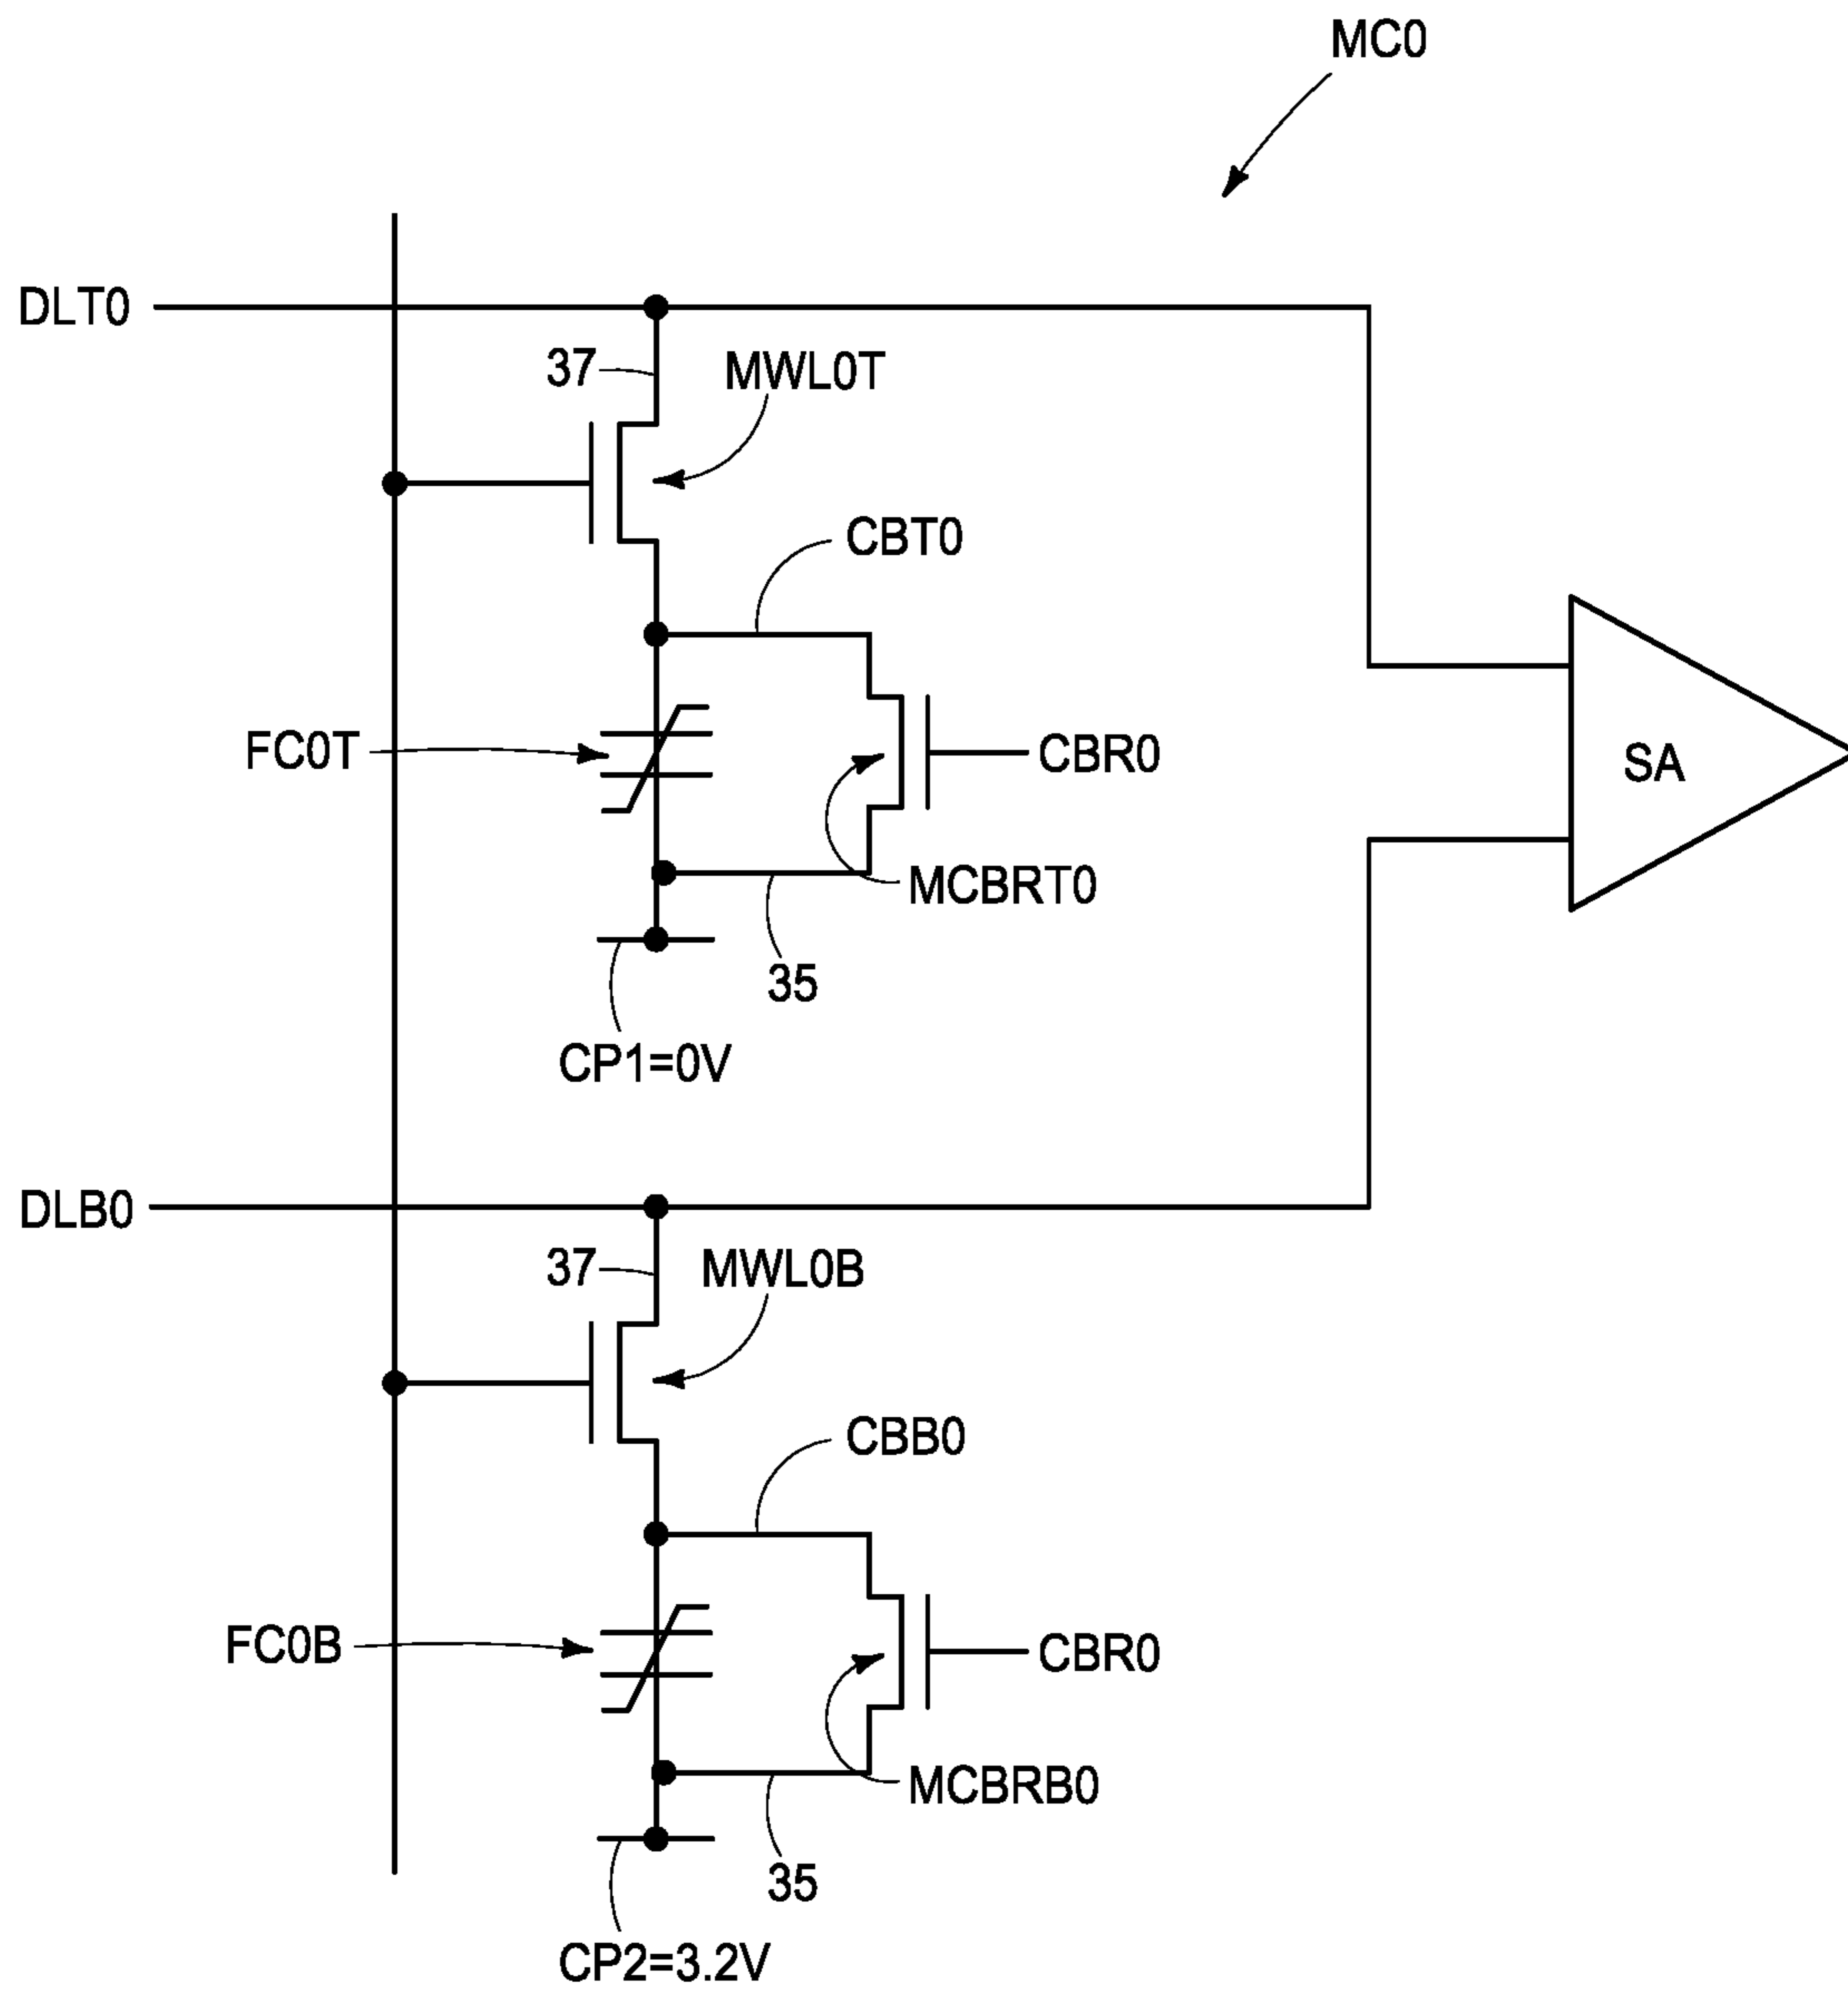 MC0
DLT0
37
MWL0T
CBT0
FC0T
CBR0
SA
MCBRT0
35
CP1=0V
DLB0
37
MWL0B
CBB0
FC0B
CBR0
MCBRB0
35
CP2=3.2V